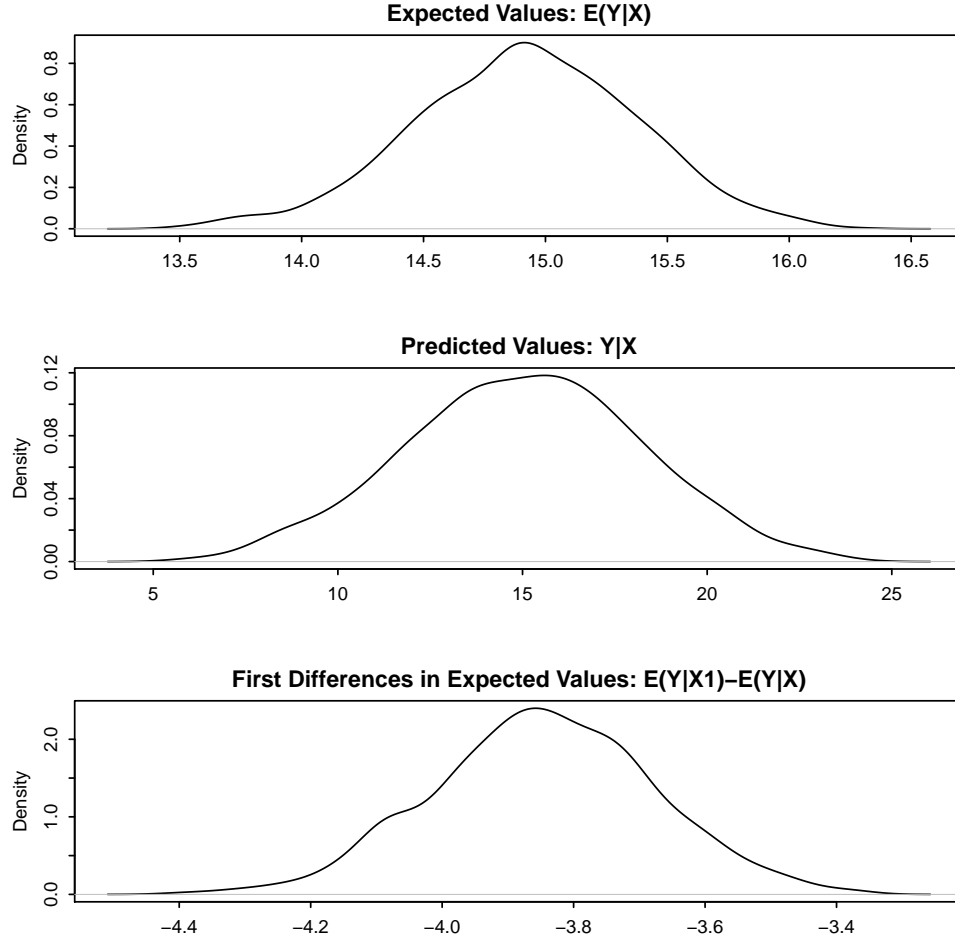 Expected Values: E(Y|X)
Density
0.0 0.2 0.4 0.6 0.8
13.5 14.0 14.5 15.0 15.5 16.0 16.5
Predicted Values: Y|X
Density
0.00 0.04 0.08 0.12
5 10 15 20 25
First Differences in Expected Values: E(Y|X1)−E(Y|X)
Density
0.0 1.0 2.0
−4.4 −4.2 −4.0 −3.8 −3.6 −3.4